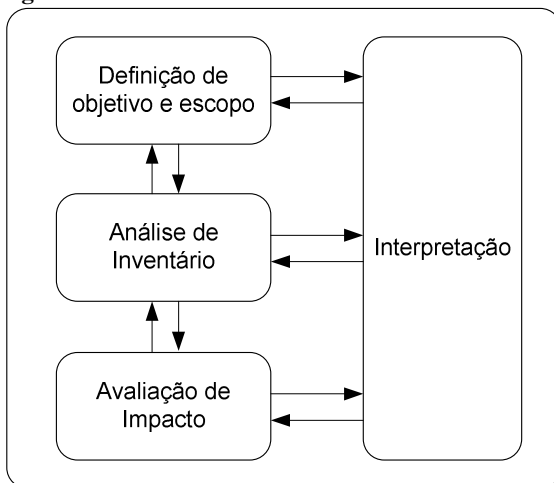 Definição de
objetivo e escopo
Análise de
Inventário
Interpretação
Avaliação de
Impacto